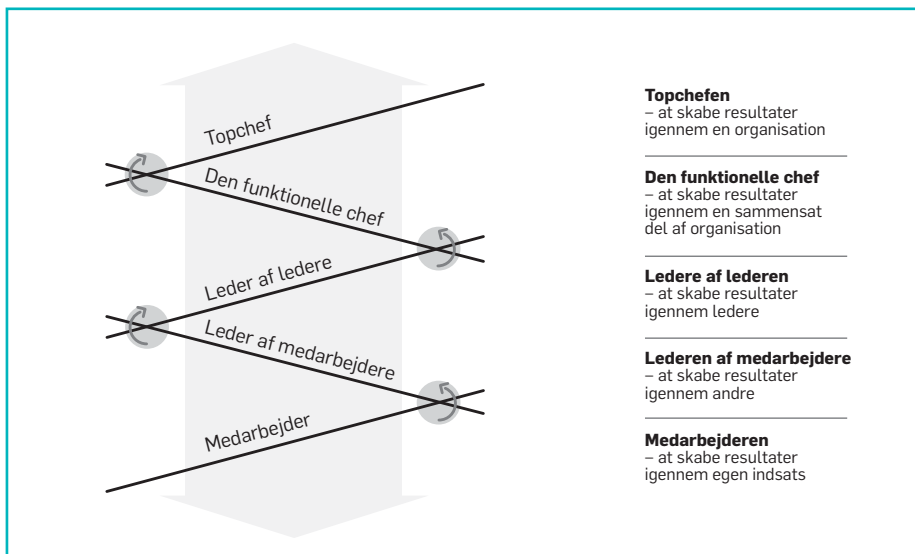 Topchef
Den funktionelle chef
Leder af ledere
Leder af medarbejdere
Medarbejder
Topchefen
– at skabe resultater
igennem en organisation
Den funktionelle chef
– at skabe resultater
igennem en sammensat
del af organisation
Ledere af lederen
– at skabe resultater
igennem ledere
Lederen af medarbejdere
– at skabe resultater
igennem andre
Medarbejderen
– at skabe resultater
igennem egen indsats